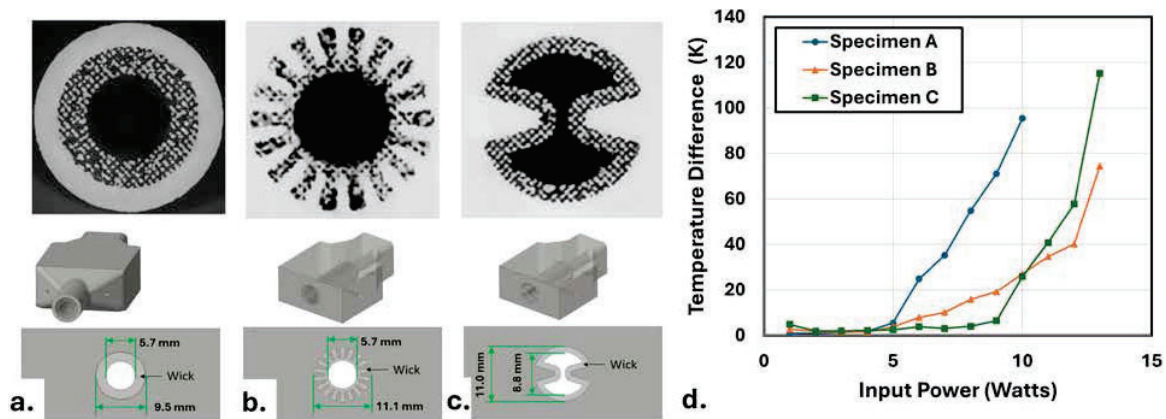 a.
5.7 mm
Wick
9.5 mm
b.
5.7 mm
Wick
11.1 mm
c.
11.0 mm
8.8 mm
Wick
d.
Temperature Difference (K)
140
120
100
80
60
40
20
0
Specimen A
Specimen B
Specimen C
0
5
10
15
Input Power (Watts)